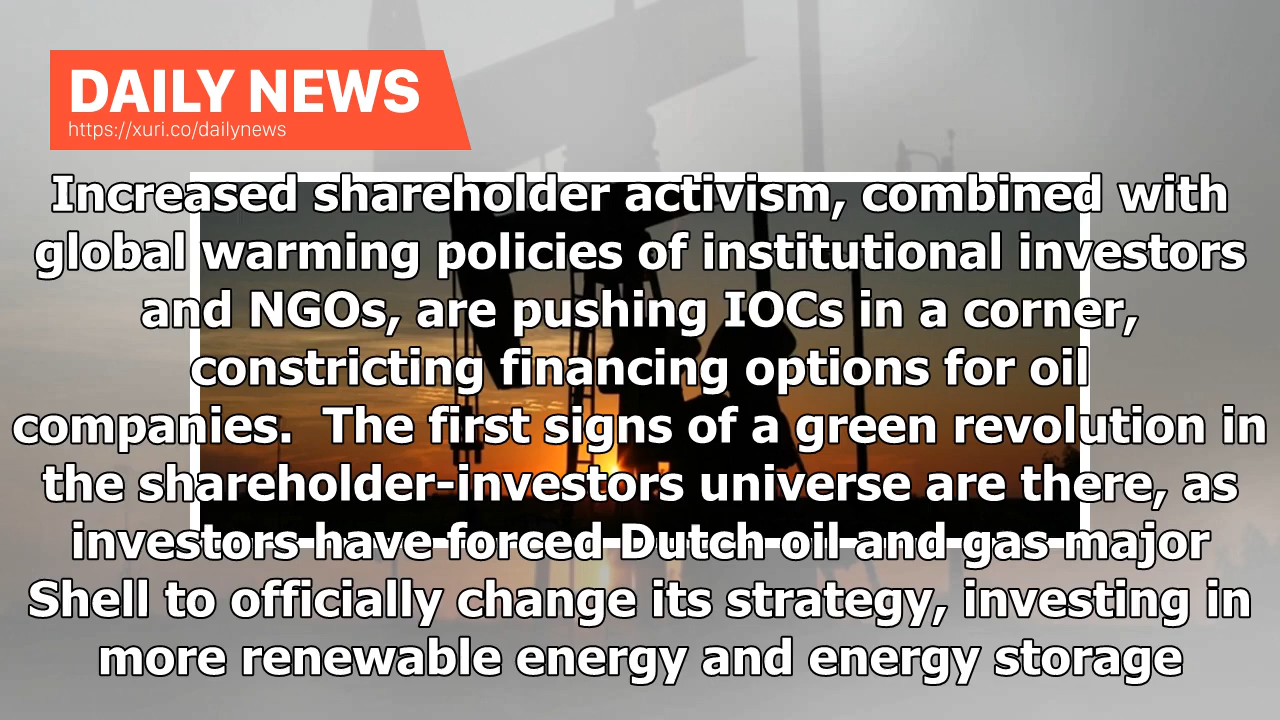 DAILY NEWS
https://xuri.co/dailynews
Increased shareholder activism, combined with
global warming policies of institutional investors
and NGOs, are pushing IOCs in a corner,
constricting financing options for oil
companies.  The first signs of a green revolution in
the shareholder-investors universe are there, as
investors have forced Dutch oil and gas major
Shell to officially change its strategy, investing in
more renewable energy and energy storage